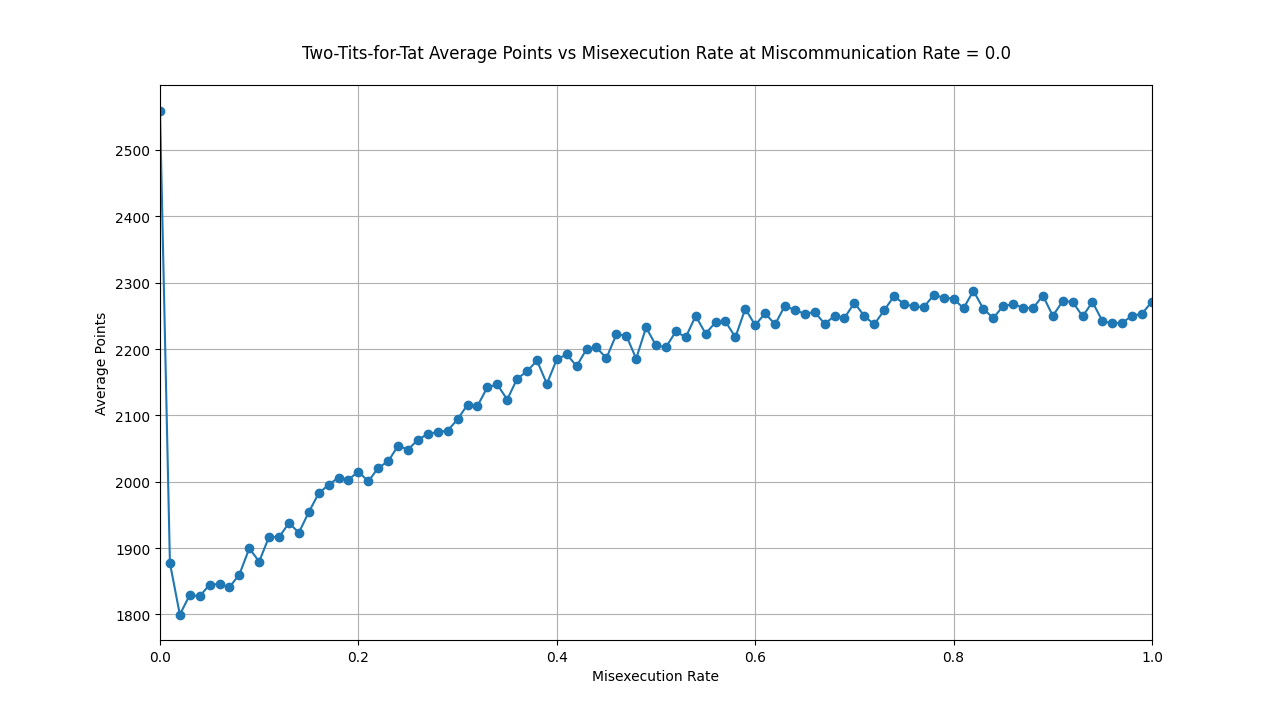 Two-Tits-for-Tat Average Points vs Misexecution Rate at Miscommunication Rate = 0.0
2500
2400
2300
2200
2100
2000
1900
1800
Average Points
0.0 0.2 0.4 0.6 0.8 1.0
Misexecution Rate